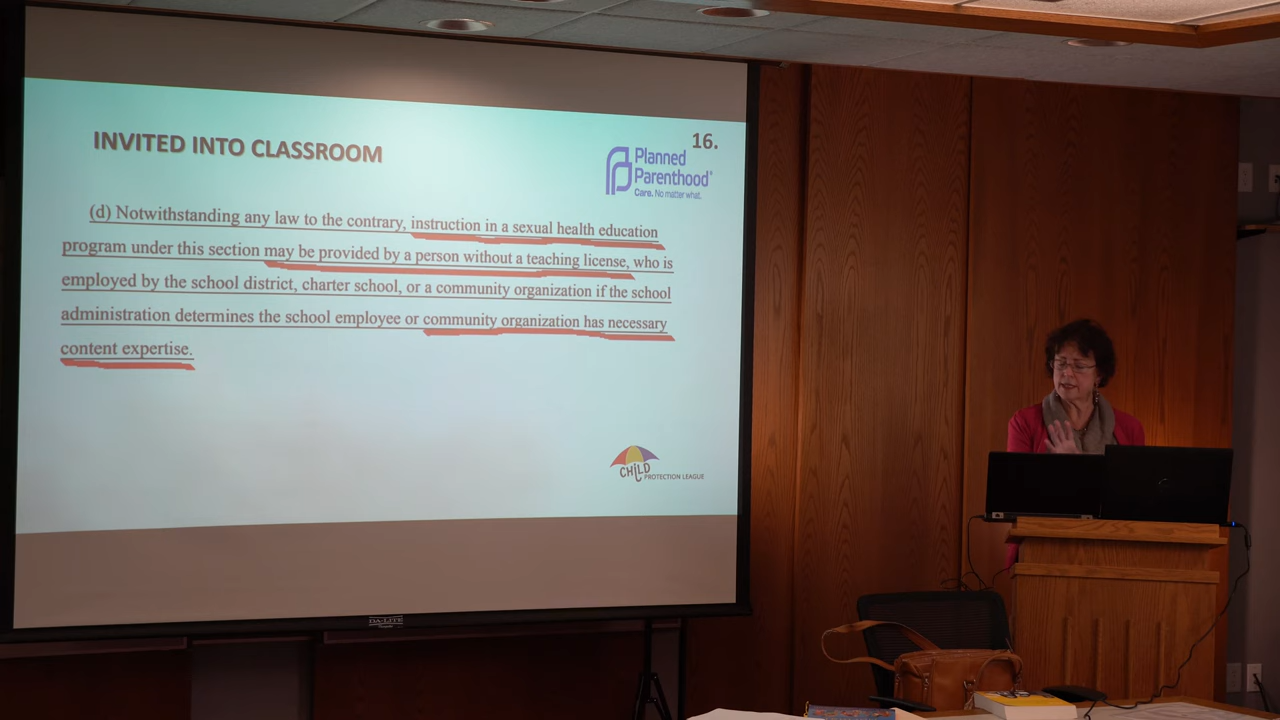 INVITED INTO CLASSROOM
16.
Planned
Parenthood®
Care. No matter what.
(d) Notwithstanding any law to the contrary, instruction in a sexual health education
program under this section may be provided by a person without a teaching license, who is
employed by the school district, charter school, or a community organization if the school
administration determines the school employee or community organization has necessary
content expertise.
CHILD
PROTECTION LEAGUE
DA-LITE